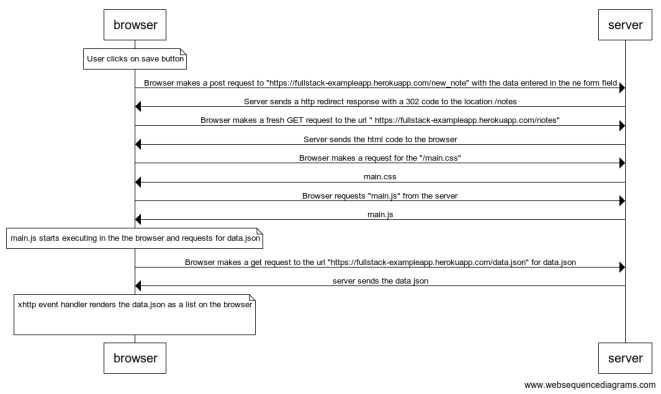 browser
server
User clicks on save button
Browser makes a post request to "https://fullstack-exampleapp.herokuapp.com/new_note" with the data entered in the ne form field
Server sends a http redirect response with a 302 code to the location /notes
Browser makes a fresh GET request to the url " https://fullstack-exampleapp.herokuapp.com/notes"
Server sends the html code to the browser
Browser makes a request for the "/main.css"
main.css
Browser requests "main.js" from the server
main.js
main.js starts executing in the the browser and requests for data.json
Browser makes a get request to the url "https://fullstack-exampleapp.herokuapp.com/data.json" for data.json
server sends the data json
xhttp event handler renders the data.json as a list on the browser
browser
server
www.websequencediagrams.com